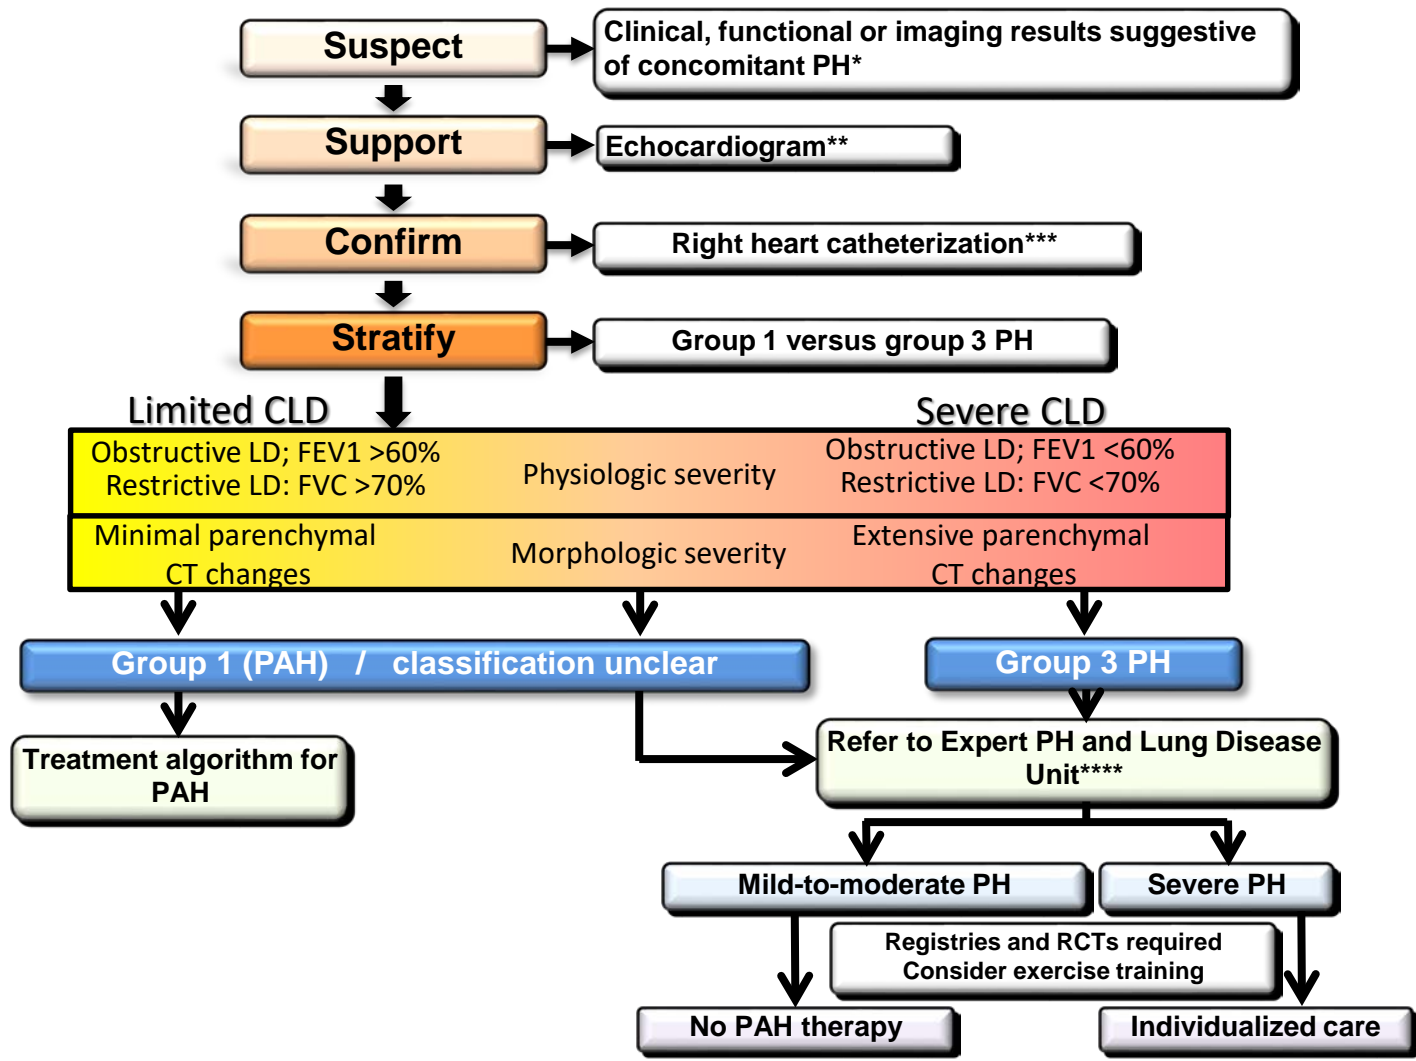 Suspect
Clinical, functional or imaging results suggestive
of concomitant PH*
Support
Echocardiogram**
Confirm
Right heart catheterization***
Stratify
Group 1 versus group 3 PH
Limited CLD
Severe CLD
Obstructive LD; FEV1 >60%
Restrictive LD: FVC >70%
Physiologic severity
Obstructive LD; FEV1 <60%
Restrictive LD: FVC <70%
Minimal parenchymal
CT changes
Morphologic severity
Extensive parenchymal
CT changes
Group 1 (PAH) / classification unclear
Group 3 PH
Treatment algorithm for
PAH
Refer to Expert PH and Lung Disease
Unit****
Mild-to-moderate PH
Severe PH
Registries and RCTs required
Consider exercise training
No PAH therapy
Individualized care